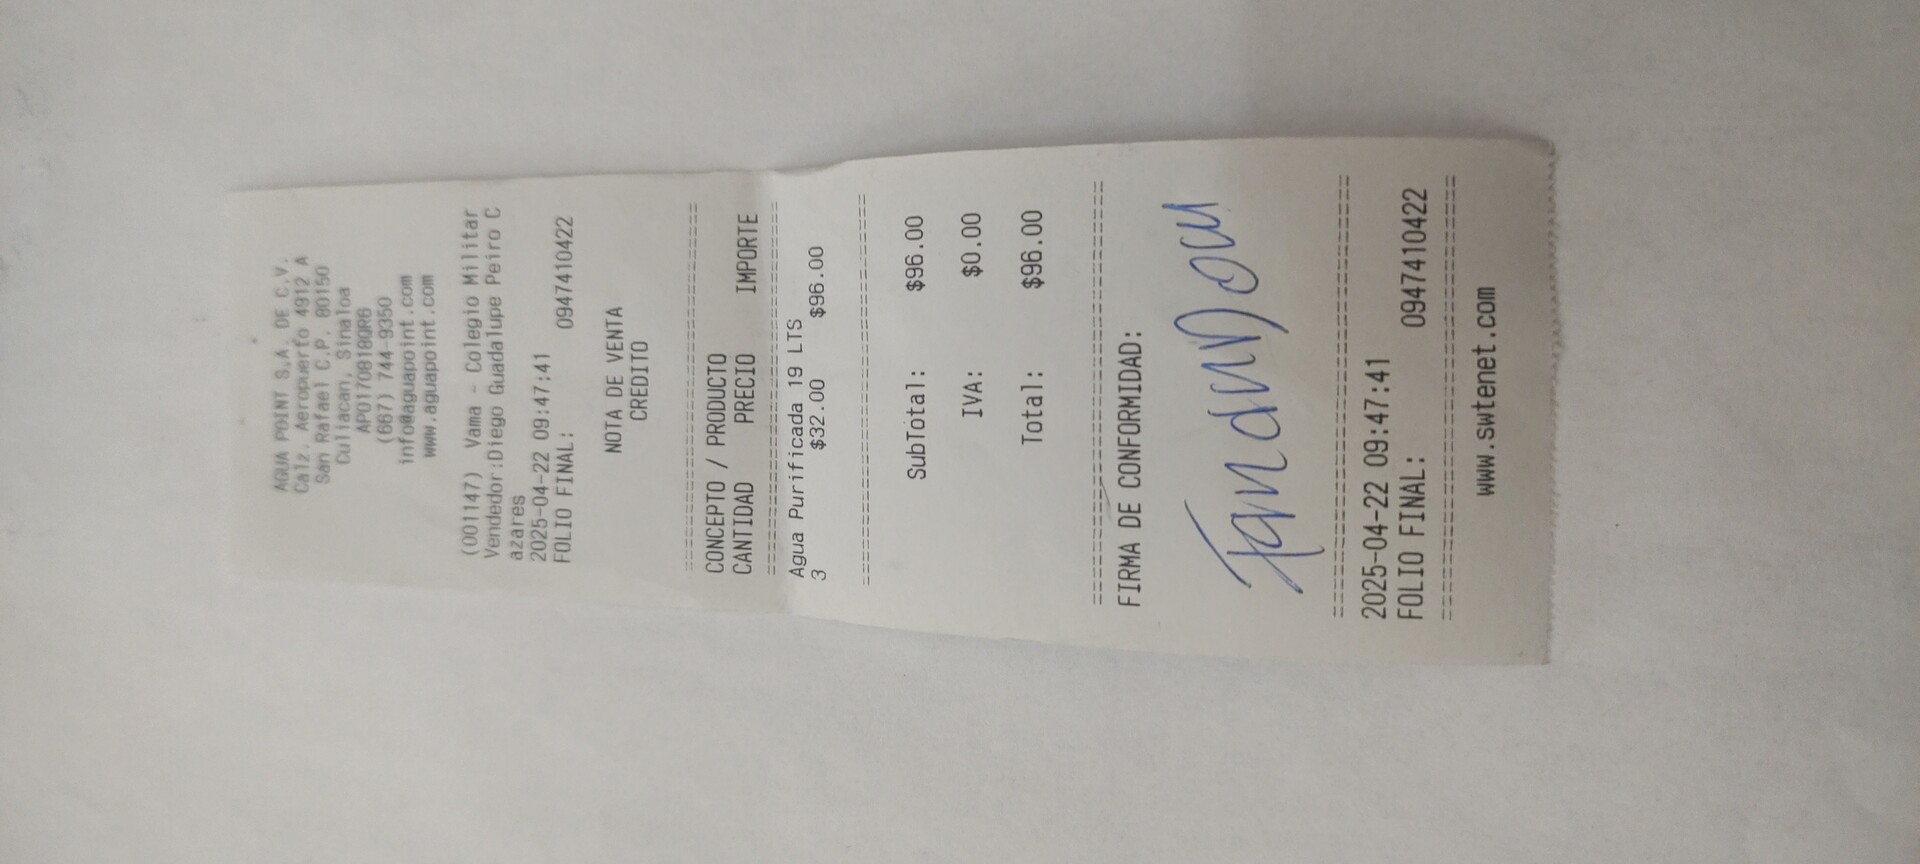 AGUA POINT S.A. DE C.V.
Calz. Aeropuerto 4912 A
San Rafael C.P. 80150
Culiacan, Sinaloa
APO1708180R6
(667) 744-9350
info@aguapoint.com
www.aguapoint.com
(001147) Vama - Colegio Militar
Vendedor:Diego Guadalupe Peiro C
azares
2025-04-22 09:47:41
FOLIO FINAL: 0947410422
NOTA DE VENTA
CREDITO
================================
CONCEPTO / PRODUCTO
CANTIDAD PRECIO IMPORTE
================================
Agua Purificada 19 LTS
3 $32.00 $96.00
================================
SubTotal: $96.00
IVA: $0.00
Total: $96.00
================================
FIRMA DE CONFORMIDAD:
================================
2025-04-22 09:47:41
FOLIO FINAL: 0947410422
================================
www.swtenet.com